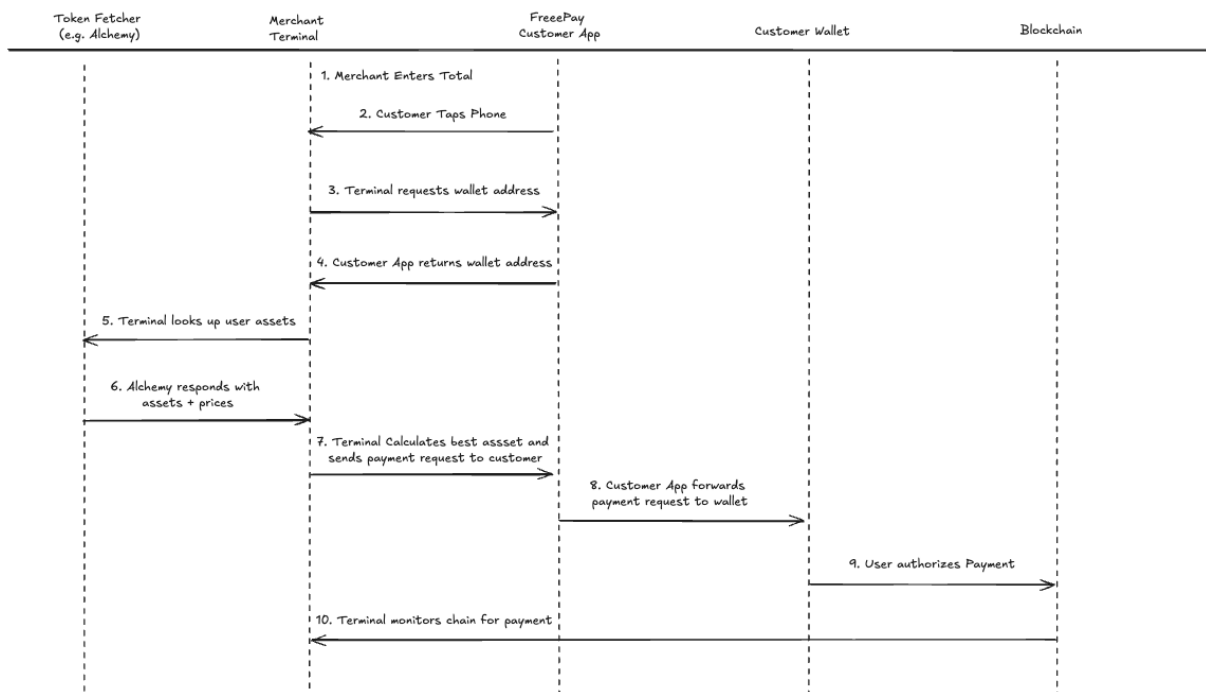 Token Fetcher
(e.g. Alchemy)
Merchant
Terminal
FreeePay
Customer App
Customer Wallet
Blockchain
1. Merchant Enters Total
2. Customer Taps Phone
3. Terminal requests wallet address
4. Customer App returns wallet address
5. Terminal looks up user assets
6. Alchemy responds with
assets + prices
7. Terminal Calculates best assset and
sends payment request to customer
8. Customer App forwards
payment request to wallet
9. User authorizes Payment
10. Terminal monitors chain for payment